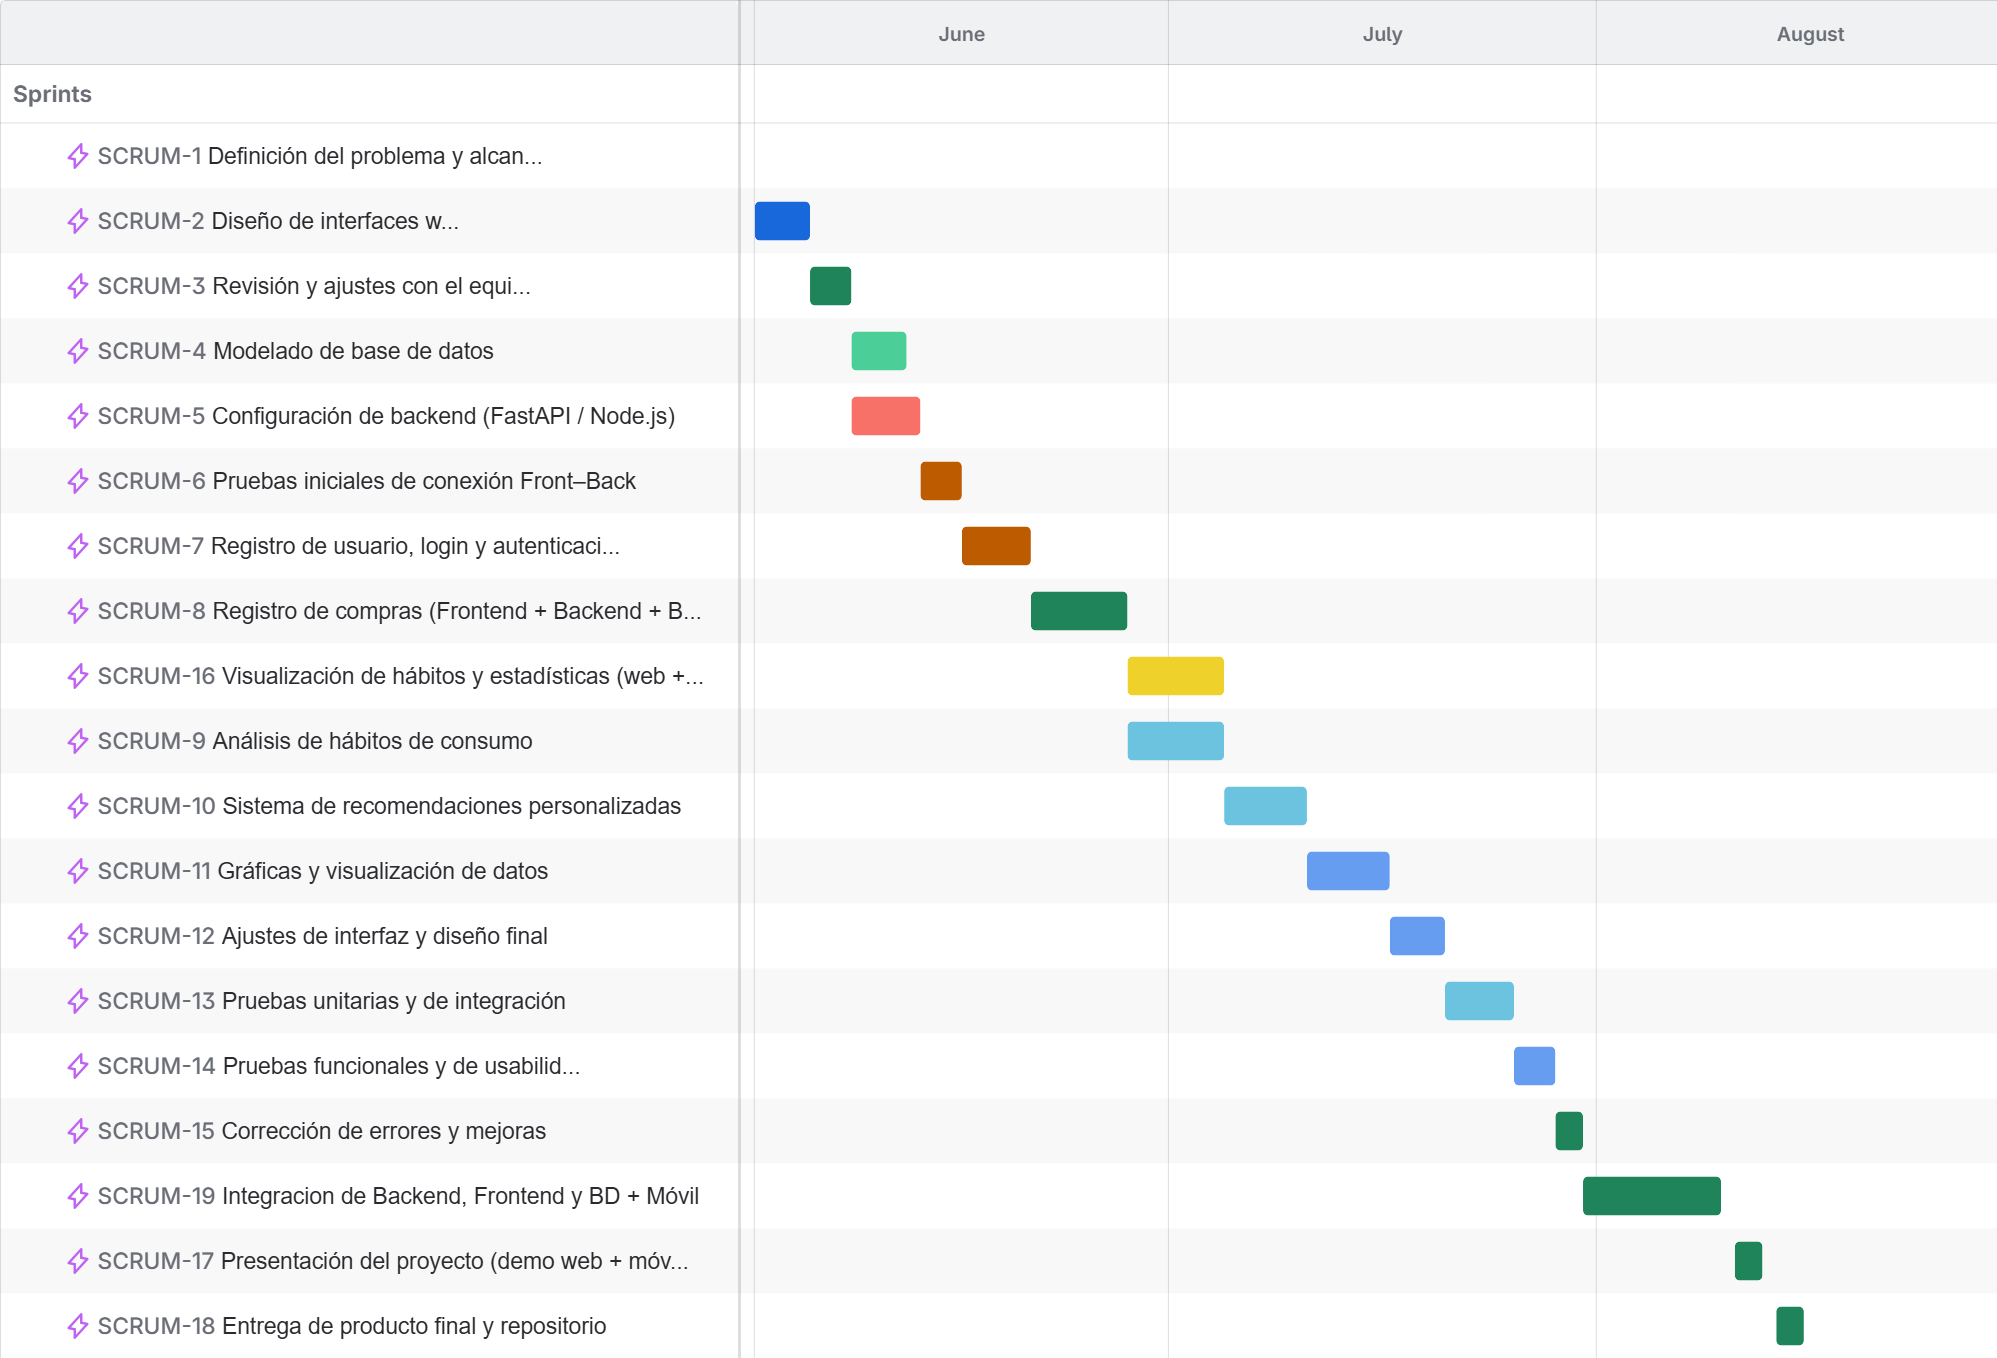 June July August
Sprints
SCRUM-1 Definición del problema y alcan...
SCRUM-2 Diseño de interfaces w...
SCRUM-3 Revisión y ajustes con el equi...
SCRUM-4 Modelado de base de datos
SCRUM-5 Configuración de backend (FastAPI / Node.js)
SCRUM-6 Pruebas iniciales de conexión Front–Back
SCRUM-7 Registro de usuario, login y autenticaci...
SCRUM-8 Registro de compras (Frontend + Backend + B...
SCRUM-16 Visualización de hábitos y estadísticas (web +...
SCRUM-9 Análisis de hábitos de consumo
SCRUM-10 Sistema de recomendaciones personalizadas
SCRUM-11 Gráficas y visualización de datos
SCRUM-12 Ajustes de interfaz y diseño final
SCRUM-13 Pruebas unitarias y de integración
SCRUM-14 Pruebas funcionales y de usabilid...
SCRUM-15 Corrección de errores y mejoras
SCRUM-19 Integracion de Backend, Frontend y BD + Móvil
SCRUM-17 Presentación del proyecto (demo web + móv...
SCRUM-18 Entrega de producto final y repositorio